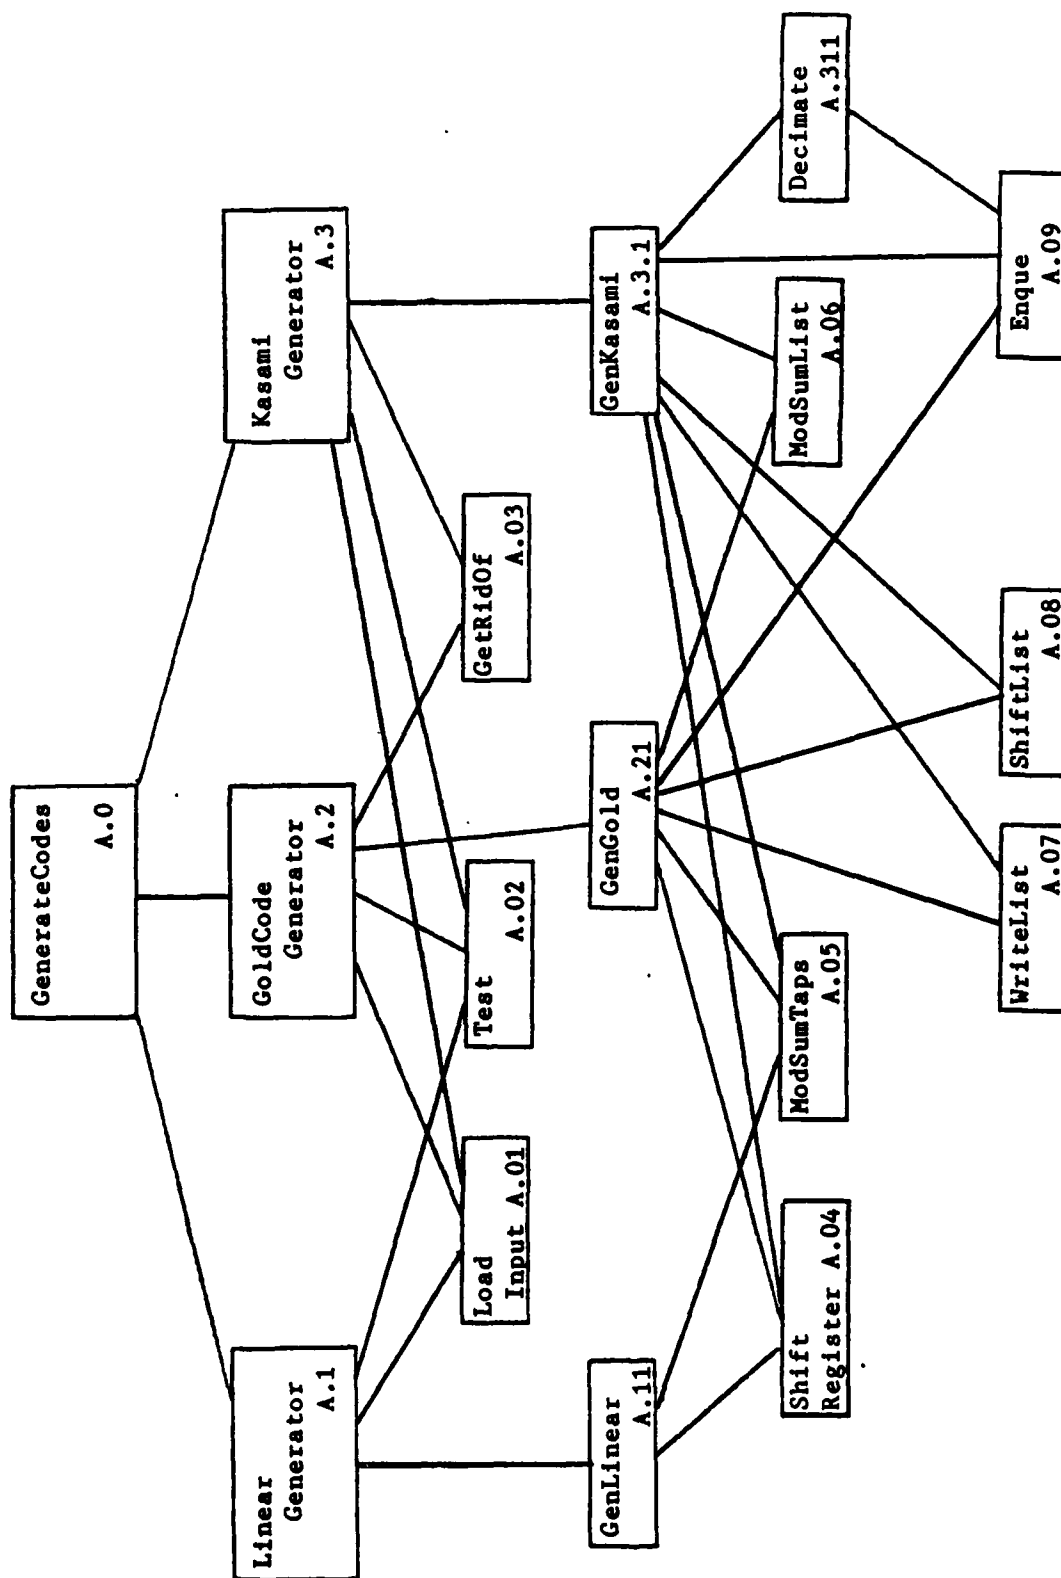 GenerateCodes
A.0
Linear
Generator
A.1
GoldCode
Generator
A.2
Kasami
Generator
A.3
Load
Input A.01
Test
A.02
GetRidOf
A.03
GenLinear
A.11
GenGold
A.21
GenKasami
A.3.1
Shift
Register A.04
ModSumTaps
A.05
ModSumList
A.06
Decimate
A.311
WriteList
A.07
ShiftList
A.08
Enque
A.09